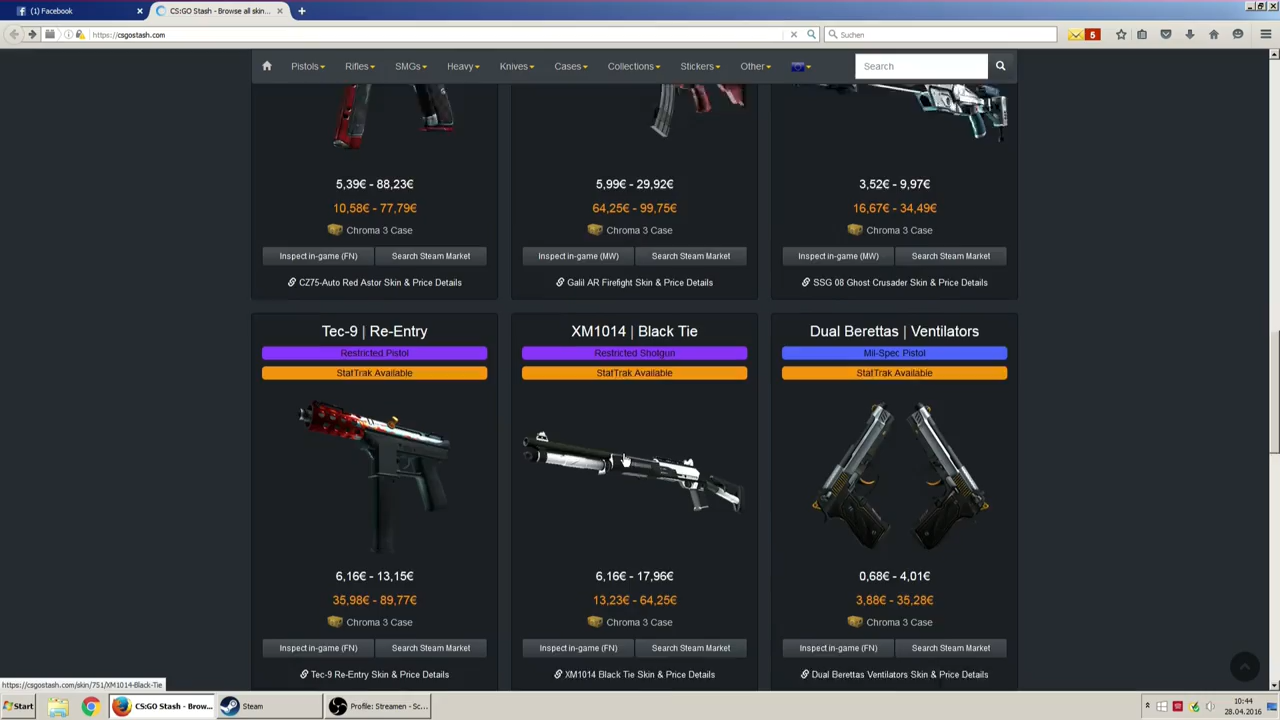 (1) Facebook
CS:GO Stash - Browse all skin...
https://csgostash.com
Suchen
5
Pistols
Rifles
SMGs
Heavy
Knives
Cases
Collections
Stickers
Other
Search
5,39€ - 88,23€
10,58€ - 77,79€
Chroma 3 Case
Inspect in-game (FN)
Search Steam Market
CZ75-Auto Red Astor Skin & Price Details
5,99€ - 29,92€
64,25€ - 99,75€
Chroma 3 Case
Inspect in-game (MW)
Search Steam Market
Galil AR Firefight Skin & Price Details
3,52€ - 9,97€
16,67€ - 34,49€
Chroma 3 Case
Inspect in-game (MW)
Search Steam Market
SSG 08 Ghost Crusader Skin & Price Details
Tec-9 | Re-Entry
Restricted Pistol
StatTrak Available
6,16€ - 13,15€
35,98€ - 89,77€
Chroma 3 Case
Inspect in-game (FN)
Search Steam Market
Tec-9 Re-Entry Skin & Price Details
XM1014 | Black Tie
Restricted Shotgun
StatTrak Available
6,16€ - 17,96€
13,23€ - 64,25€
Chroma 3 Case
Inspect in-game (FN)
Search Steam Market
XM1014 Black Tie Skin & Price Details
Dual Berettas | Ventilators
Mil-Spec Pistol
StatTrak Available
0,68€ - 4,01€
3,88€ - 35,28€
Chroma 3 Case
Inspect in-game (FN)
Search Steam Market
Dual Berettas Ventilators Skin & Price Details
https://csgostash.com/skin/751/XM1014-Black-Tie
Start
CS:GO Stash - Brow...
Steam
Profile: Streamen - Sc...
10:44
28.04.2016